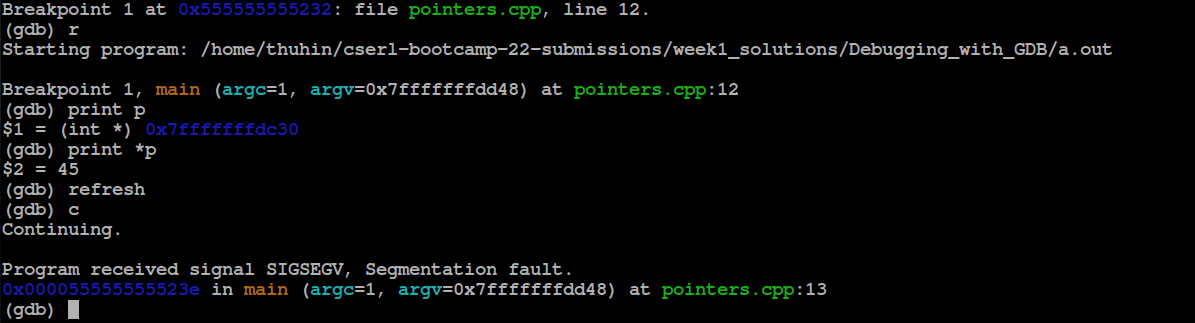 Breakpoint 1 at 0x555555555232: file pointers.cpp, line 12.
(gdb) r
Starting program: /home/thuhin/cserl-bootcamp-22-submissions/week1_solutions/Debugging_with_GDB/a.out
Breakpoint 1, main (argc=1, argv=0x7fffffffdd48) at pointers.cpp:12
(gdb) print p
$1 = (int *) 0x7fffffffdc30
(gdb) print *p
$2 = 45
(gdb) refresh
(gdb) c
Continuing.
Program received signal SIGSEGV, Segmentation fault.
0x000055555555523e in main (argc=1, argv=0x7fffffffdd48) at pointers.cpp:13
(gdb)